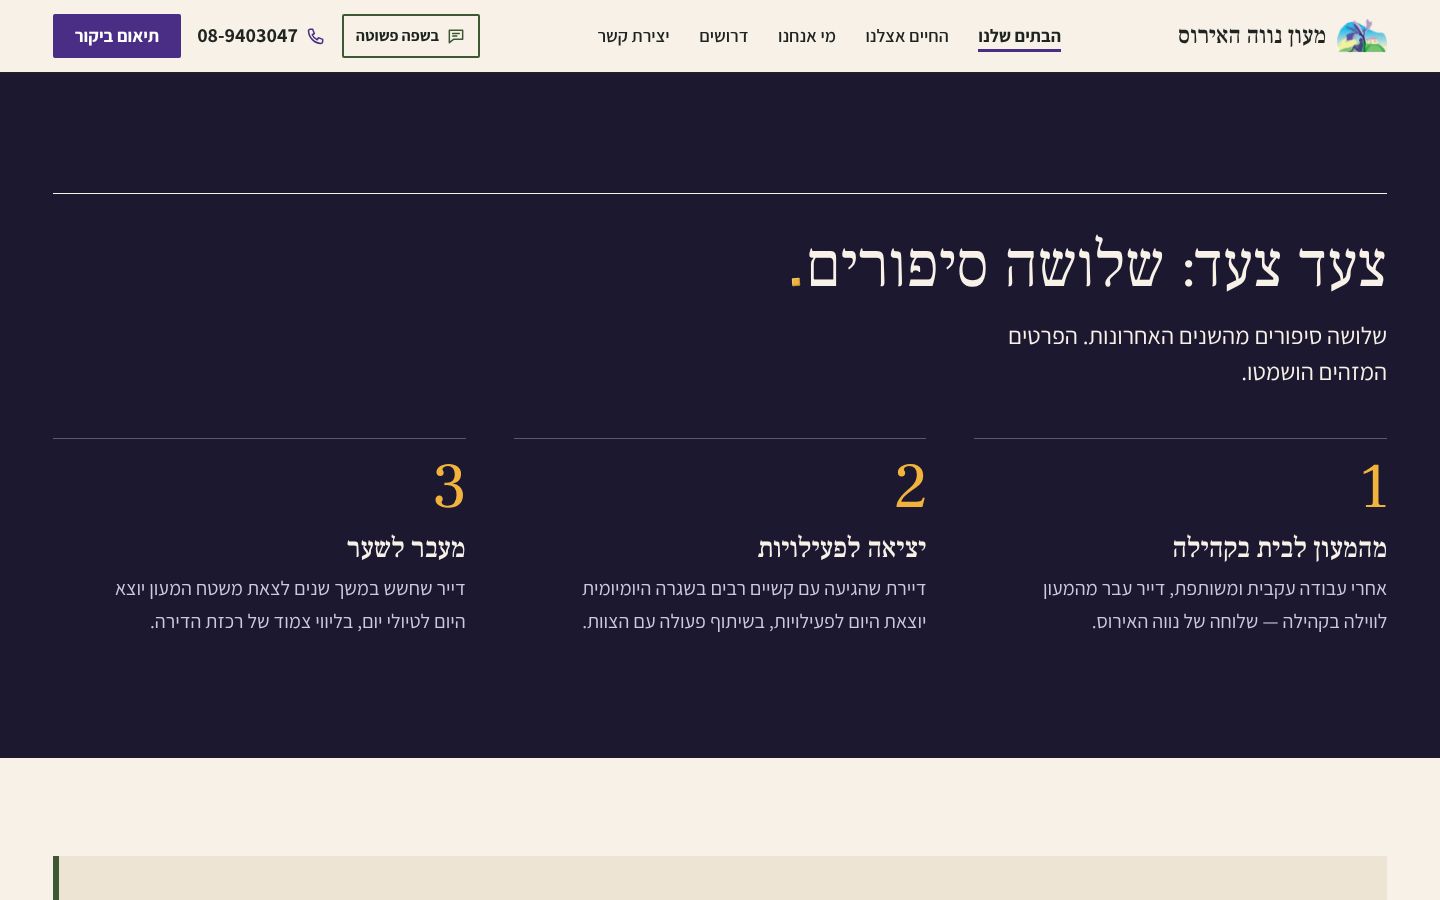 מעון נווה האירוס
הבתים שלנו
החיים אצלנו
מי אנחנו
דרושים
יצירת קשר
בשפה פשוטה
08-9403047
תיאום ביקור
צעד צעד: שלושה סיפורים.
שלושה סיפורים מהשנים האחרונות. הפרטים
המזהים הושמטו.
1
מהמעון לבית בקהילה
אחרי עבודה עקבית ומשותפת, דייר עבר מהמעון
לווילה בקהילה — שלוחה של נווה האירוס.
2
יציאה לפעילויות
דיירת שהגיעה עם קשיים רבים בשגרה היומיומית
יוצאת היום לפעילויות, בשיתוף פעולה עם הצוות.
3
מעבר לשער
דייר שחשש במשך שנים לצאת משטח המעון יוצא
היום לטיולי יום, בליווי צמוד של רכזת הדירה.